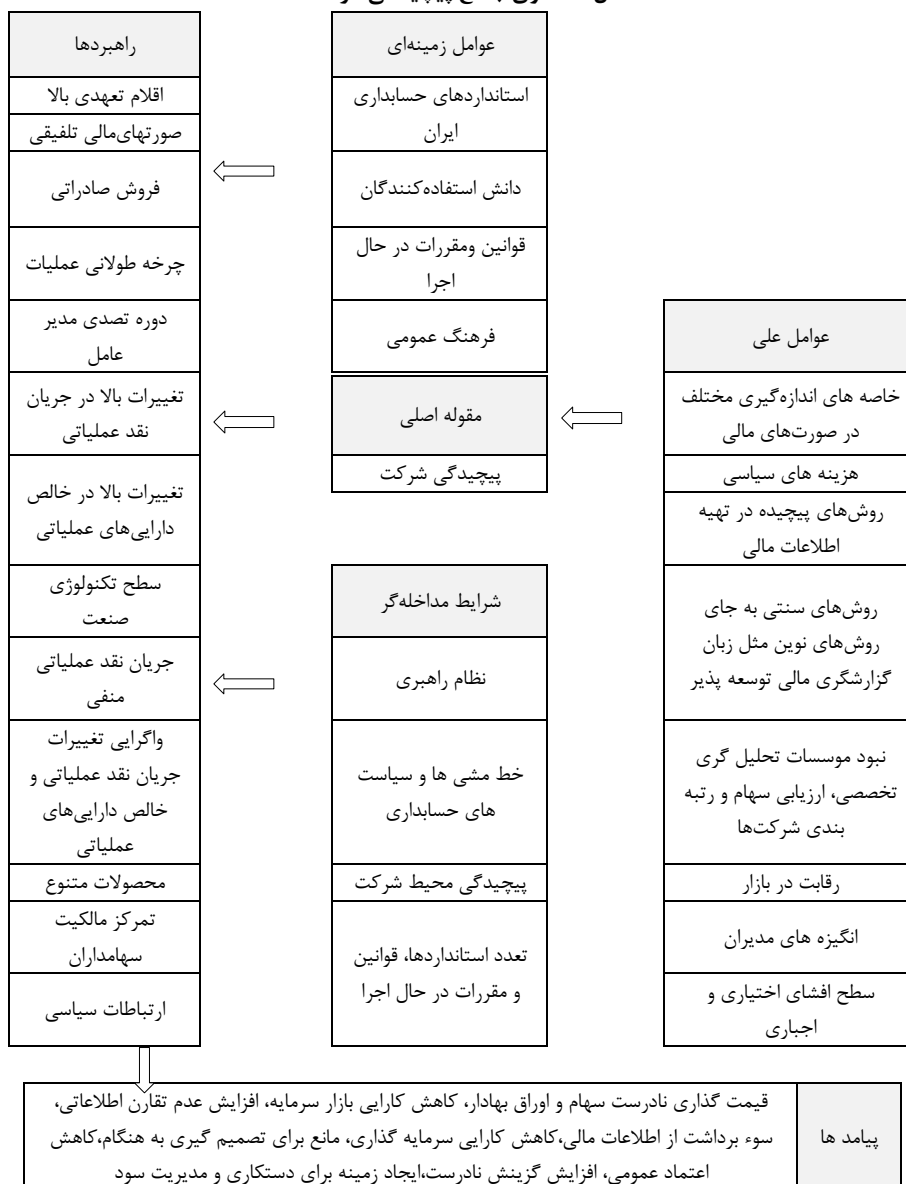 عوامل علی
خاصه های اندازه‌گیری مختلف
در صورت‌های مالی
هزینه های سیاسی
روش‌های پیچیده در تهیه
اطلاعات مالی
روش‌های سنتی به جای
روش‌های نوین مثل زبان
گزارشگری مالی توسعه پذیر
نبود موسسات تحلیل گری
تخصصی، ارزیابی سهام و رتبه
بندی شرکت‌ها
رقابت در بازار
انگیزه های مدیران
سطح افشای اختیاری و
اجباری
عوامل زمینه‌ای
استانداردهای حسابداری
ایران
دانش استفاده‌کنندگان
قوانین ومقررات در حال
اجرا
فرهنگ عمومی
مقوله اصلی
پیچیدگی شرکت
شرایط مداخله‌گر
نظام راهبری
خط مشی ها و سیاست
های حسابداری
پیچیدگی محیط شرکت
تعدد استانداردها، قوانین
و مقررات در حال اجرا
راهبردها
اقلام تعهدی بالا
صورتهای‌مالی تلفیقی
فروش صادراتی
چرخه طولانی عملیات
دوره تصدی مدیر
عامل
تغییرات بالا در جریان
نقد عملیاتی
تغییرات بالا در خالص
دارایی‌های عملیاتی
سطح تکنولوژی
صنعت
جریان نقد عملیاتی
منفی
واگرایی تغییرات
جریان نقد عملیاتی و
خالص دارایی‌های
عملیاتی
محصولات متنوع
تمرکز مالکیت
سهامداران
ارتباطات سیاسی
پیامد ها
قیمت گذاری نادرست سهام و اوراق بهادار، کاهش کارایی بازار سرمایه، افزایش عدم تقارن اطلاعاتی،
سوء برداشت از اطلاعات مالی،کاهش کارایی سرمایه گذاری، مانع برای تصمیم گیری به هنگام،کاهش
اعتماد عمومی، افزایش گزینش نادرست،ایجاد زمینه برای دستکاری و مدیریت سود